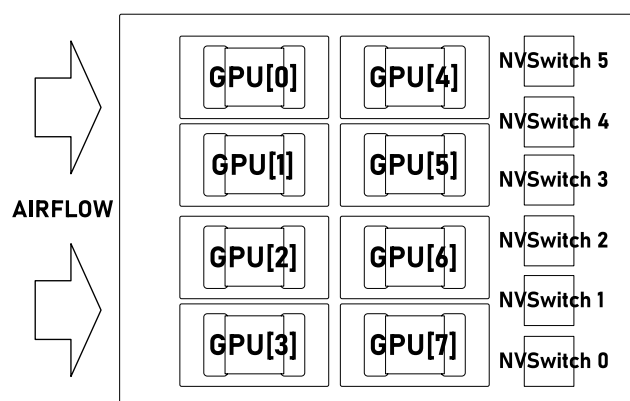 GPU[0] GPU[4] NVSwitch 5
NVSwitch 4
GPU[1] GPU[5] NVSwitch 3
AIRFLOW
GPU[2] GPU[6] NVSwitch 2
NVSwitch 1
GPU[3] GPU[7] NVSwitch 0